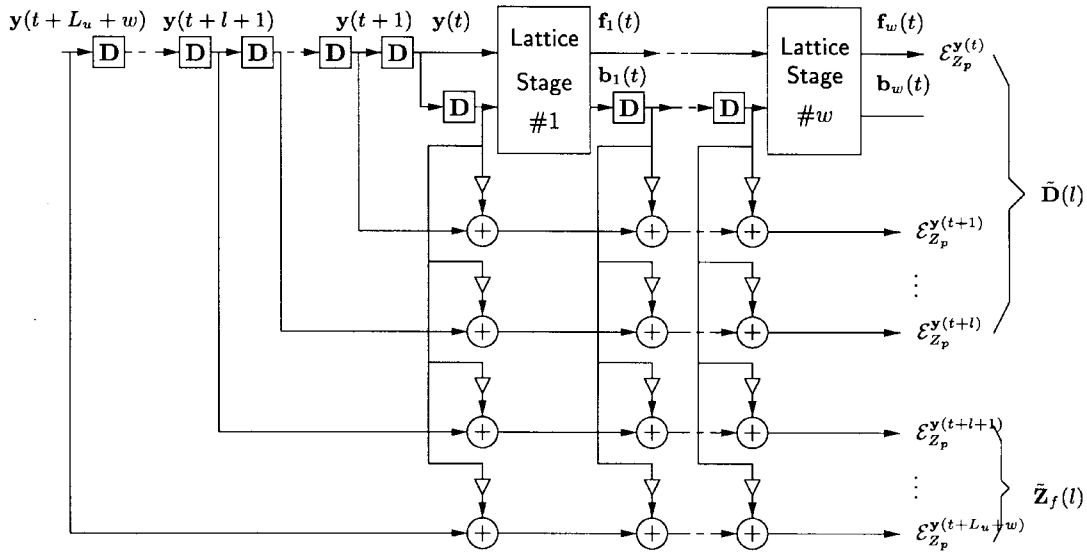 y(t + L_u + w) y(t + l + 1) y(t + 1) y(t) f_1(t) f_w(t)
D D D D D Lattice Stage #1 Lattice Stage #w ℰ_{Z_p}^{y(t)}
b_1(t) b_w(t)
D D D
D̃(l)
+ + + ℰ_{Z_p}^{y(t+1)}
⋮
+ + + ℰ_{Z_p}^{y(t+l)}
+ + + ℰ_{Z_p}^{y(t+l+1)}
⋮ Z̃_f(l)
+ + + ℰ_{Z_p}^{y(t+L_u+w)}